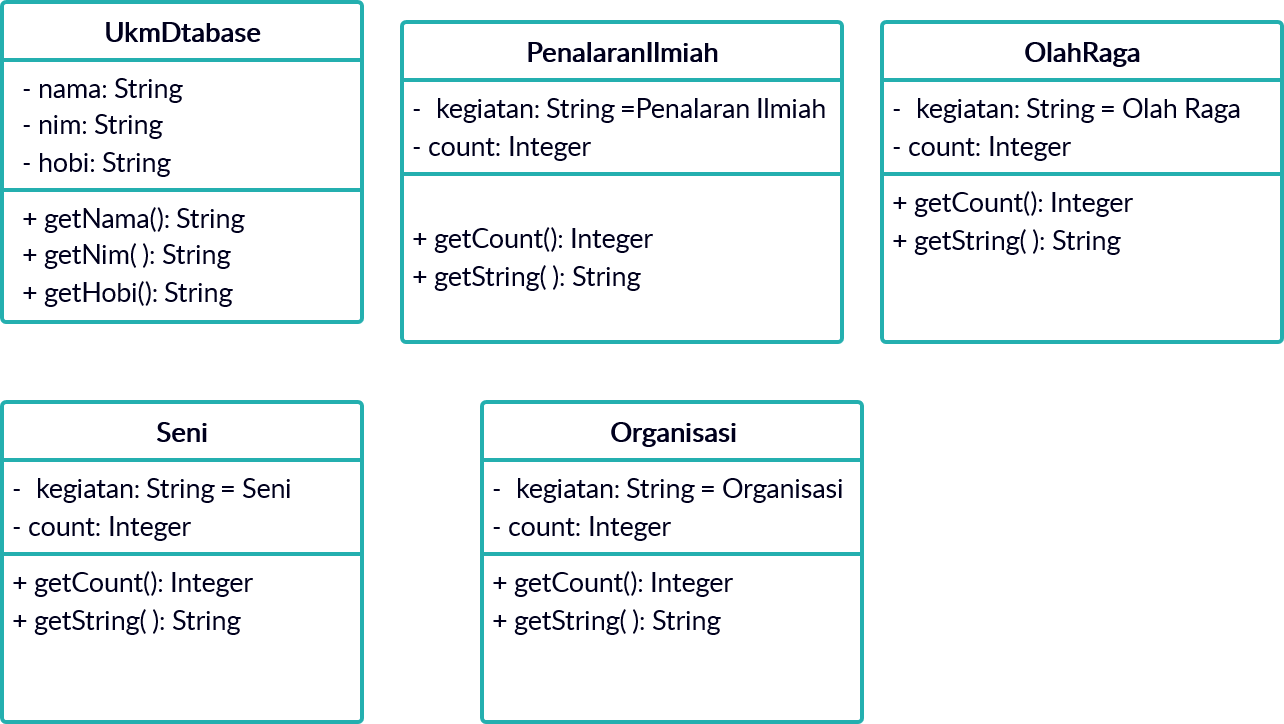 UkmDtabase
- nama: String
- nim: String
- hobi: String
+ getNama(): String
+ getNim( ): String
+ getHobi(): String
PenalaranIlmiah
- kegiatan: String =Penalaran Ilmiah
- count: Integer
+ getCount(): Integer
+ getString( ): String
OlahRaga
- kegiatan: String = Olah Raga
- count: Integer
+ getCount(): Integer
+ getString( ): String
Seni
- kegiatan: String = Seni
- count: Integer
+ getCount(): Integer
+ getString( ): String
Organisasi
- kegiatan: String = Organisasi
- count: Integer
+ getCount(): Integer
+ getString( ): String